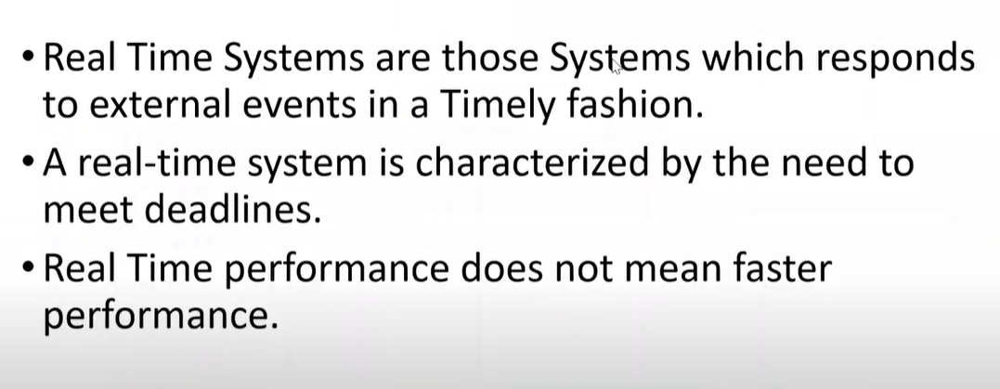 • Real Time Systems are those Systems which responds
to external events in a Timely fashion.
• A real-time system is characterized by the need to
meet deadlines.
• Real Time performance does not mean faster
performance.